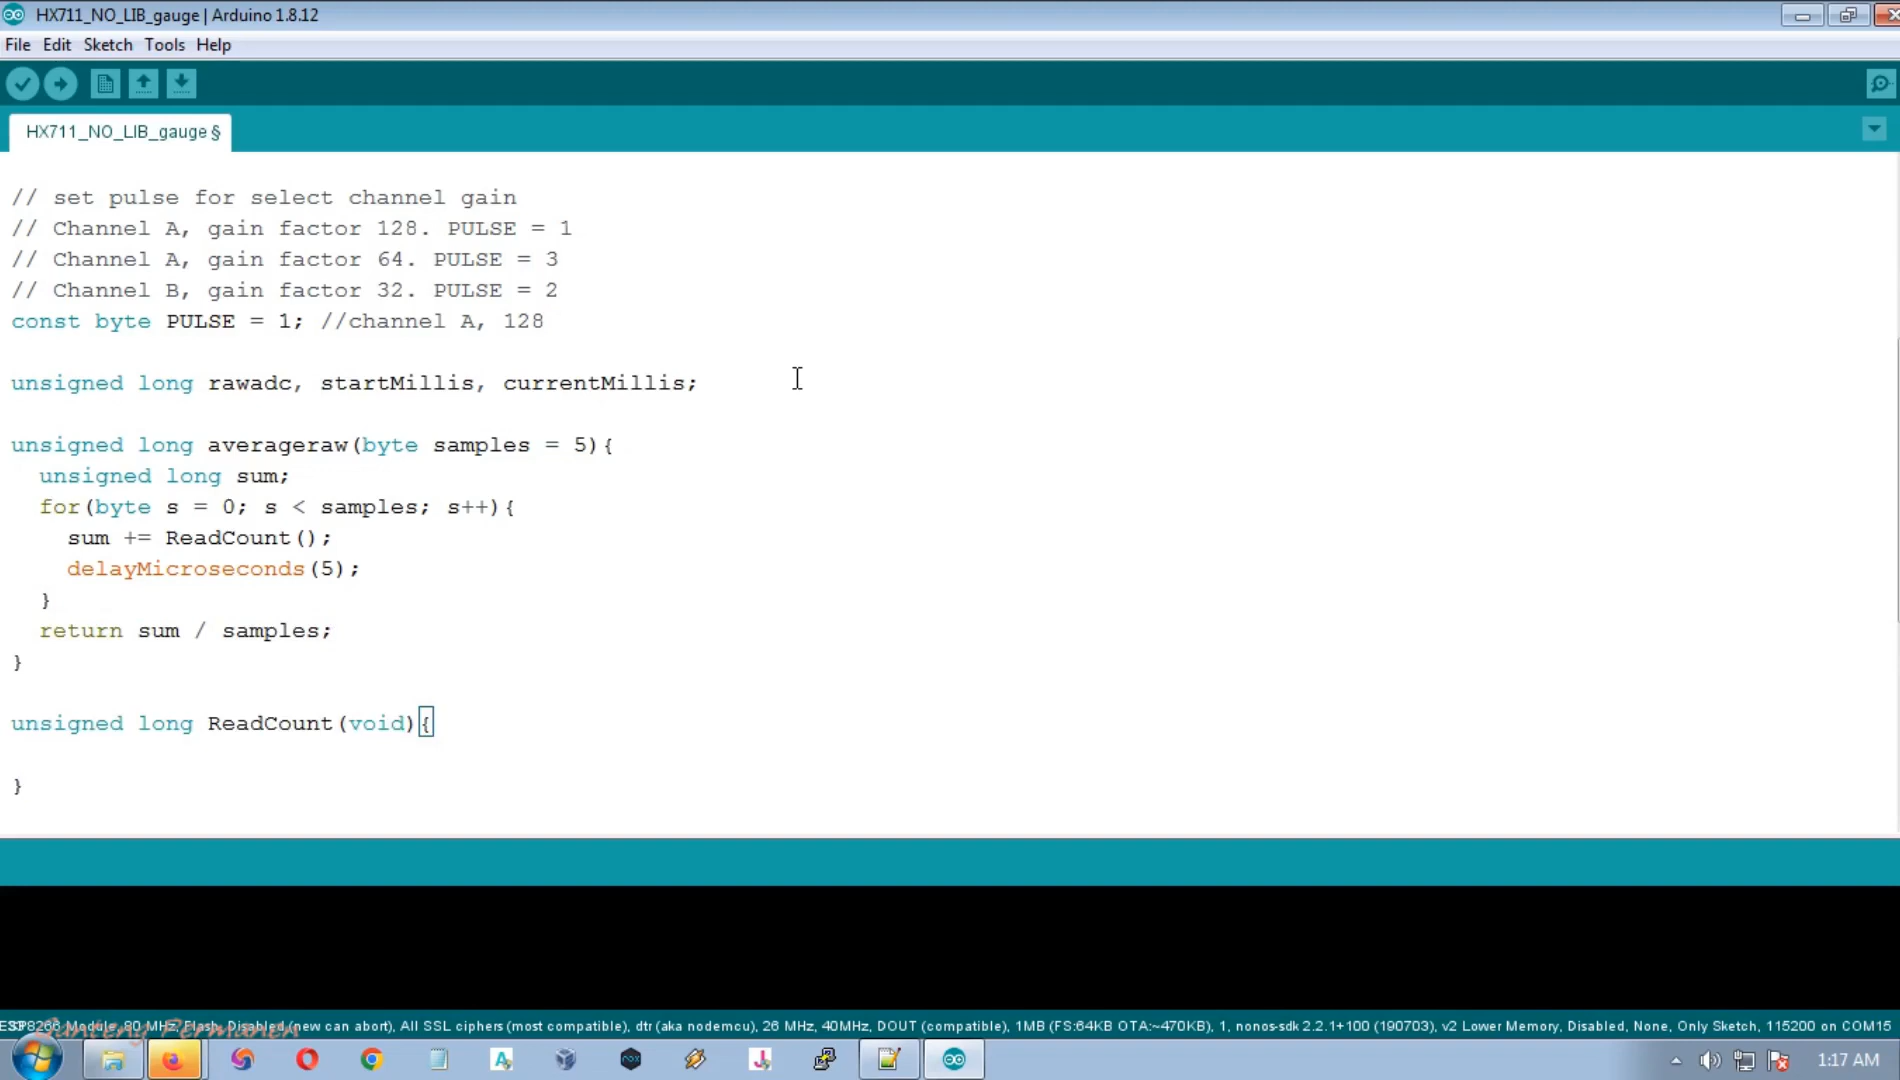 HX711_NO_LIB_gauge | Arduino 1.8.12
File Edit Sketch Tools Help
HX711_NO_LIB_gauge §
// set pulse for select channel gain
// Channel A, gain factor 128. PULSE = 1
// Channel A, gain factor 64. PULSE = 3
// Channel B, gain factor 32. PULSE = 2
const byte PULSE = 1; //channel A, 128
unsigned long rawadc, startMillis, currentMillis;
unsigned long averageraw(byte samples = 5){
unsigned long sum;
for(byte s = 0; s < samples; s++){
sum += ReadCount();
delayMicroseconds(5);
}
return sum / samples;
}
unsigned long ReadCount(void){
}
Module, 80 MHz, Flash, Disabled (new can abort), All SSL ciphers (most compatible), dtr (aka nodemcu), 26 MHz, 40MHz, DOUT (compatible), 1MB (FS:64KB OTA:~470KB), 1, nonos-sdk 2.2.1+100 (190703), v2 Lower Memory, Disabled, None, Only Sketch, 115200 on COM15
Permanen
1:17 AM